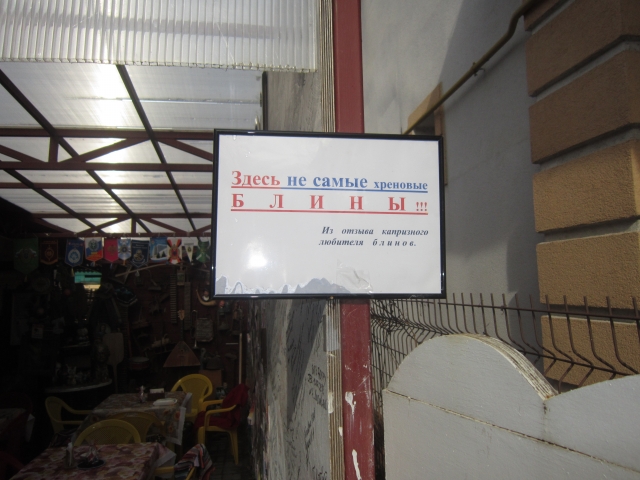 Здесь не самые хреновые
Б Л И Н Ы !!!
Из отзыва капризного
любителя блинов.